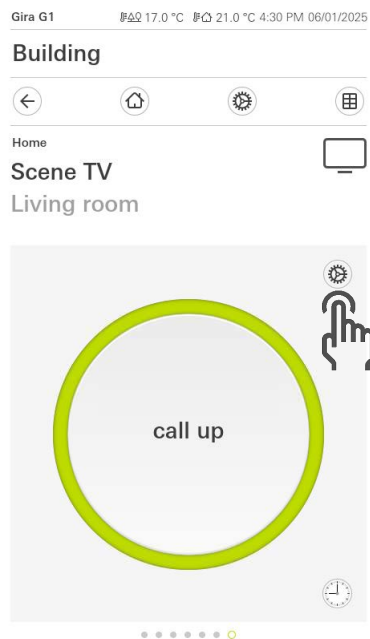 Gira G1 17.0 °C 21.0 °C 4:30 PM 06/01/2025
Building
Home
Scene TV
Living room
call up